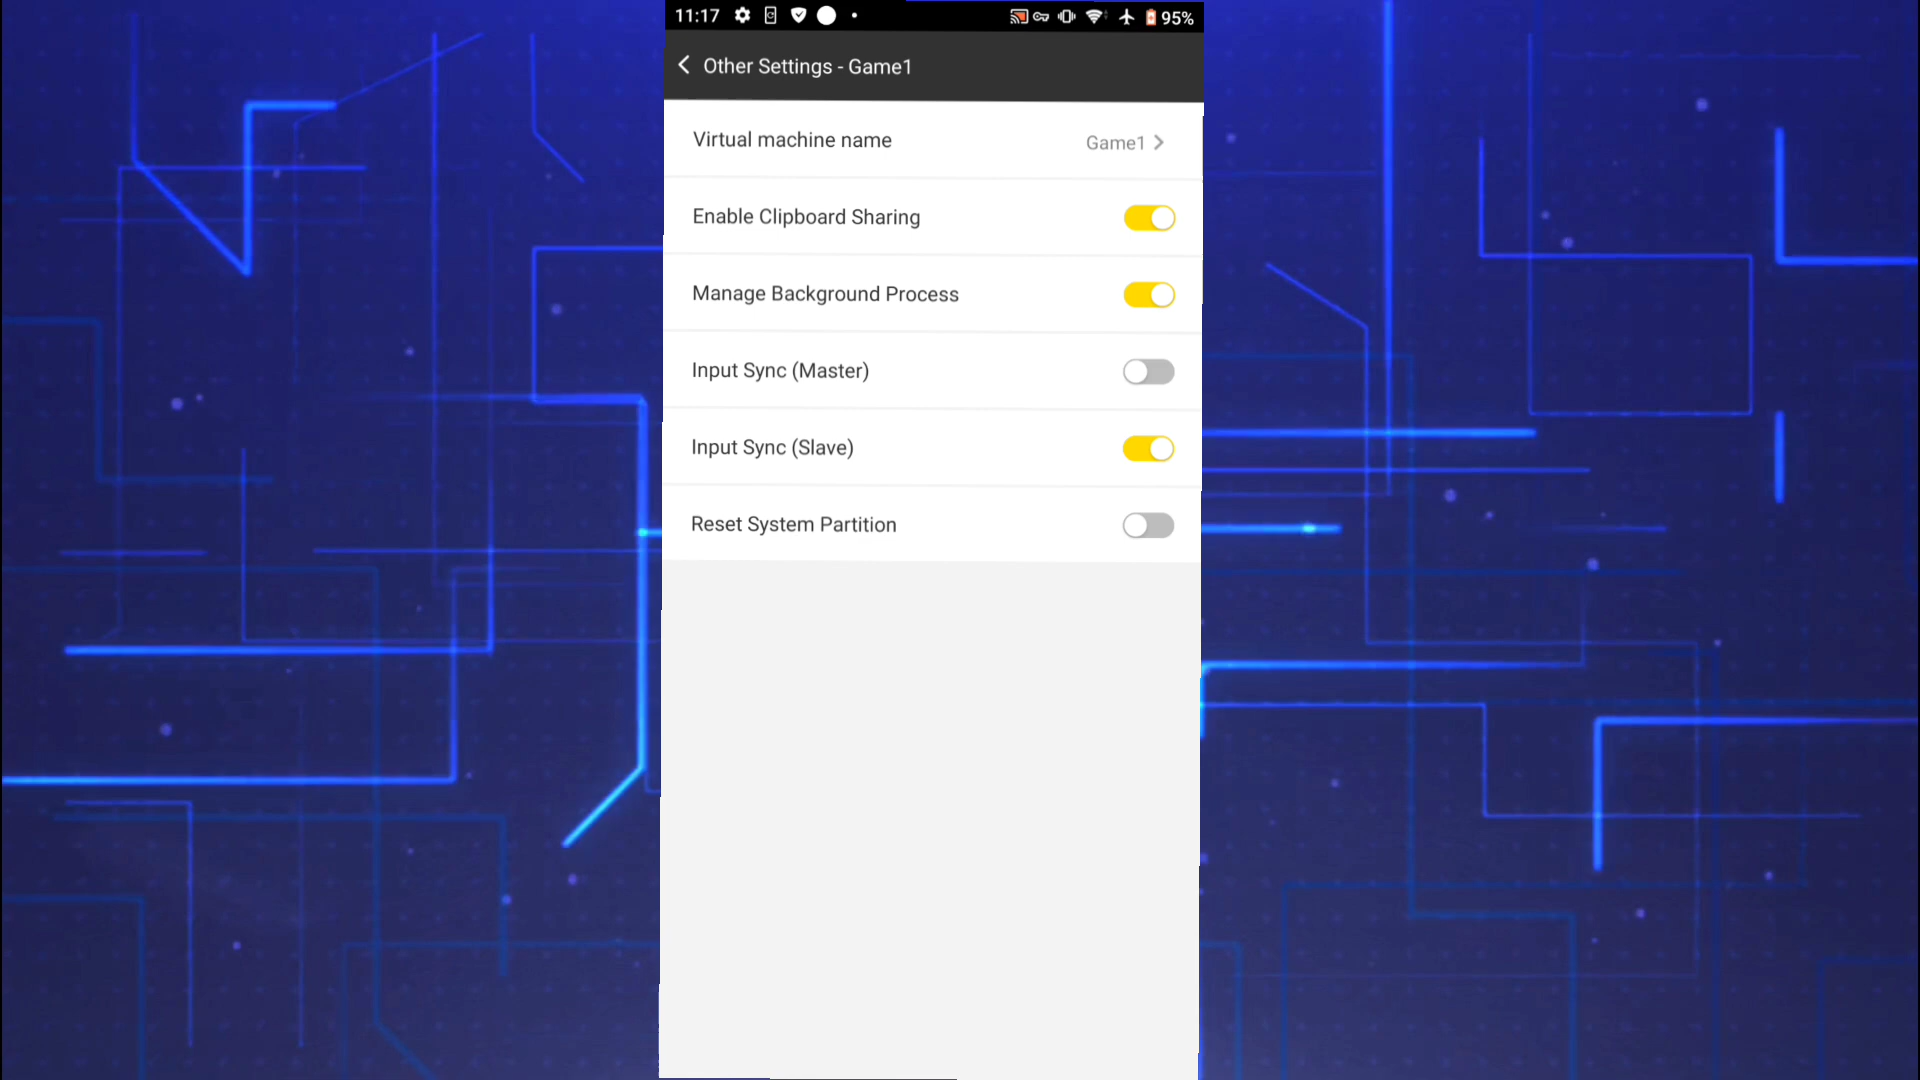 11:17
95%
Other Settings - Game1
Virtual machine name
Game1
Enable Clipboard Sharing
Manage Background Process
Input Sync (Master)
Input Sync (Slave)
Reset System Partition